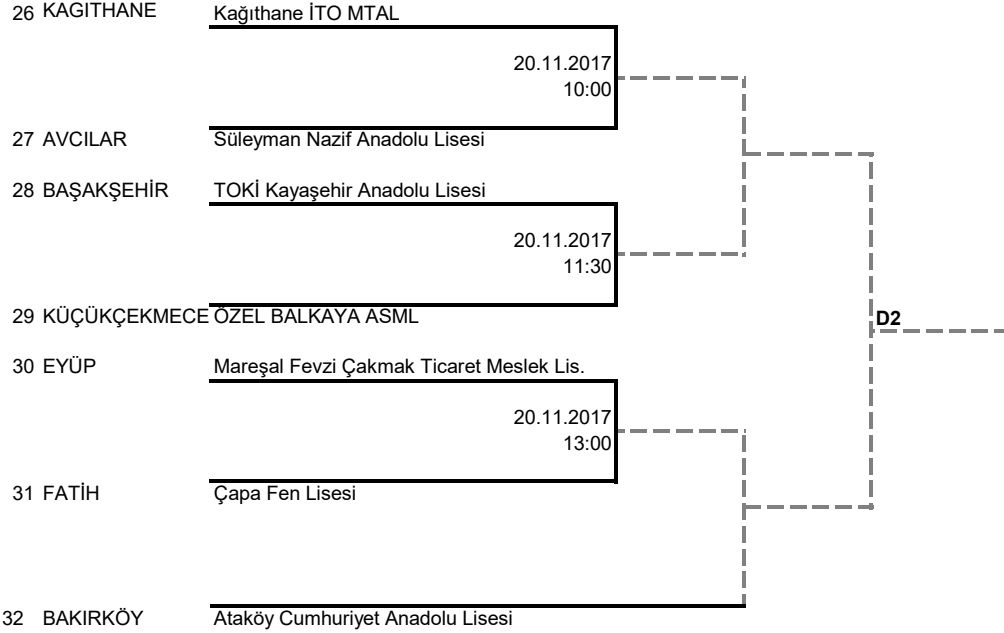 26 KAGITHANE Kağıthane İTO MTAL
20.11.2017
10:00
27 AVCILAR Süleyman Nazif Anadolu Lisesi
28 BAŞAKŞEHİR TOKİ Kayaşehir Anadolu Lisesi
20.11.2017
11:30
29 KÜÇÜKÇEKMECE ÖZEL BALKAYA ASML
D2
30 EYÜP Mareşal Fevzi Çakmak Ticaret Meslek Lis.
20.11.2017
13:00
31 FATİH Çapa Fen Lisesi
32 BAKIRKÖY Ataköy Cumhuriyet Anadolu Lisesi